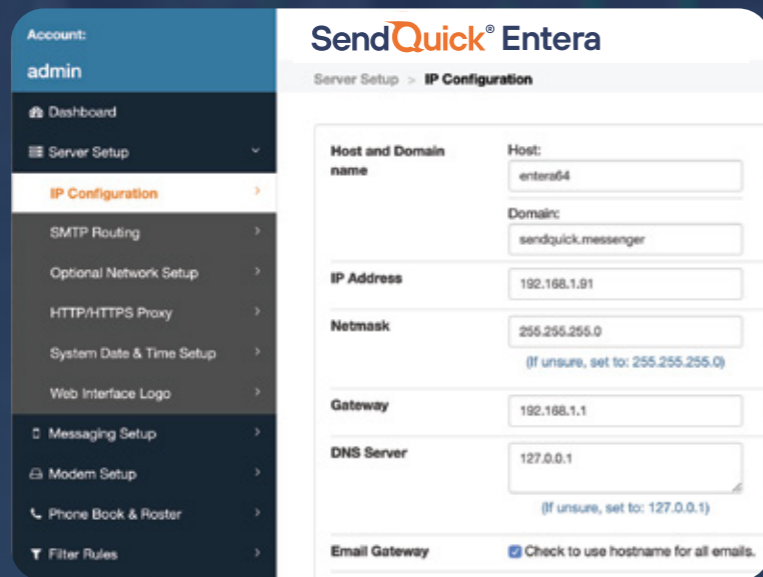 Account:
admin
Dashboard
Server Setup
IP Configuration
SMTP Routing
Optional Network Setup
HTTP/HTTPS Proxy
System Date & Time Setup
Web Interface Logo
Messaging Setup
Modem Setup
Phone Book & Roster
Filter Rules
SendQuick® Entera
Server Setup > IP Configuration
Host and Domain name
Host:
entera64
Domain:
sendquick.messenger
IP Address
192.168.1.91
Netmask
255.255.255.0
(If unsure, set to: 255.255.255.0)
Gateway
192.168.1.1
DNS Server
127.0.0.1
(If unsure, set to: 127.0.0.1)
Email Gateway
Check to use hostname for all emails.